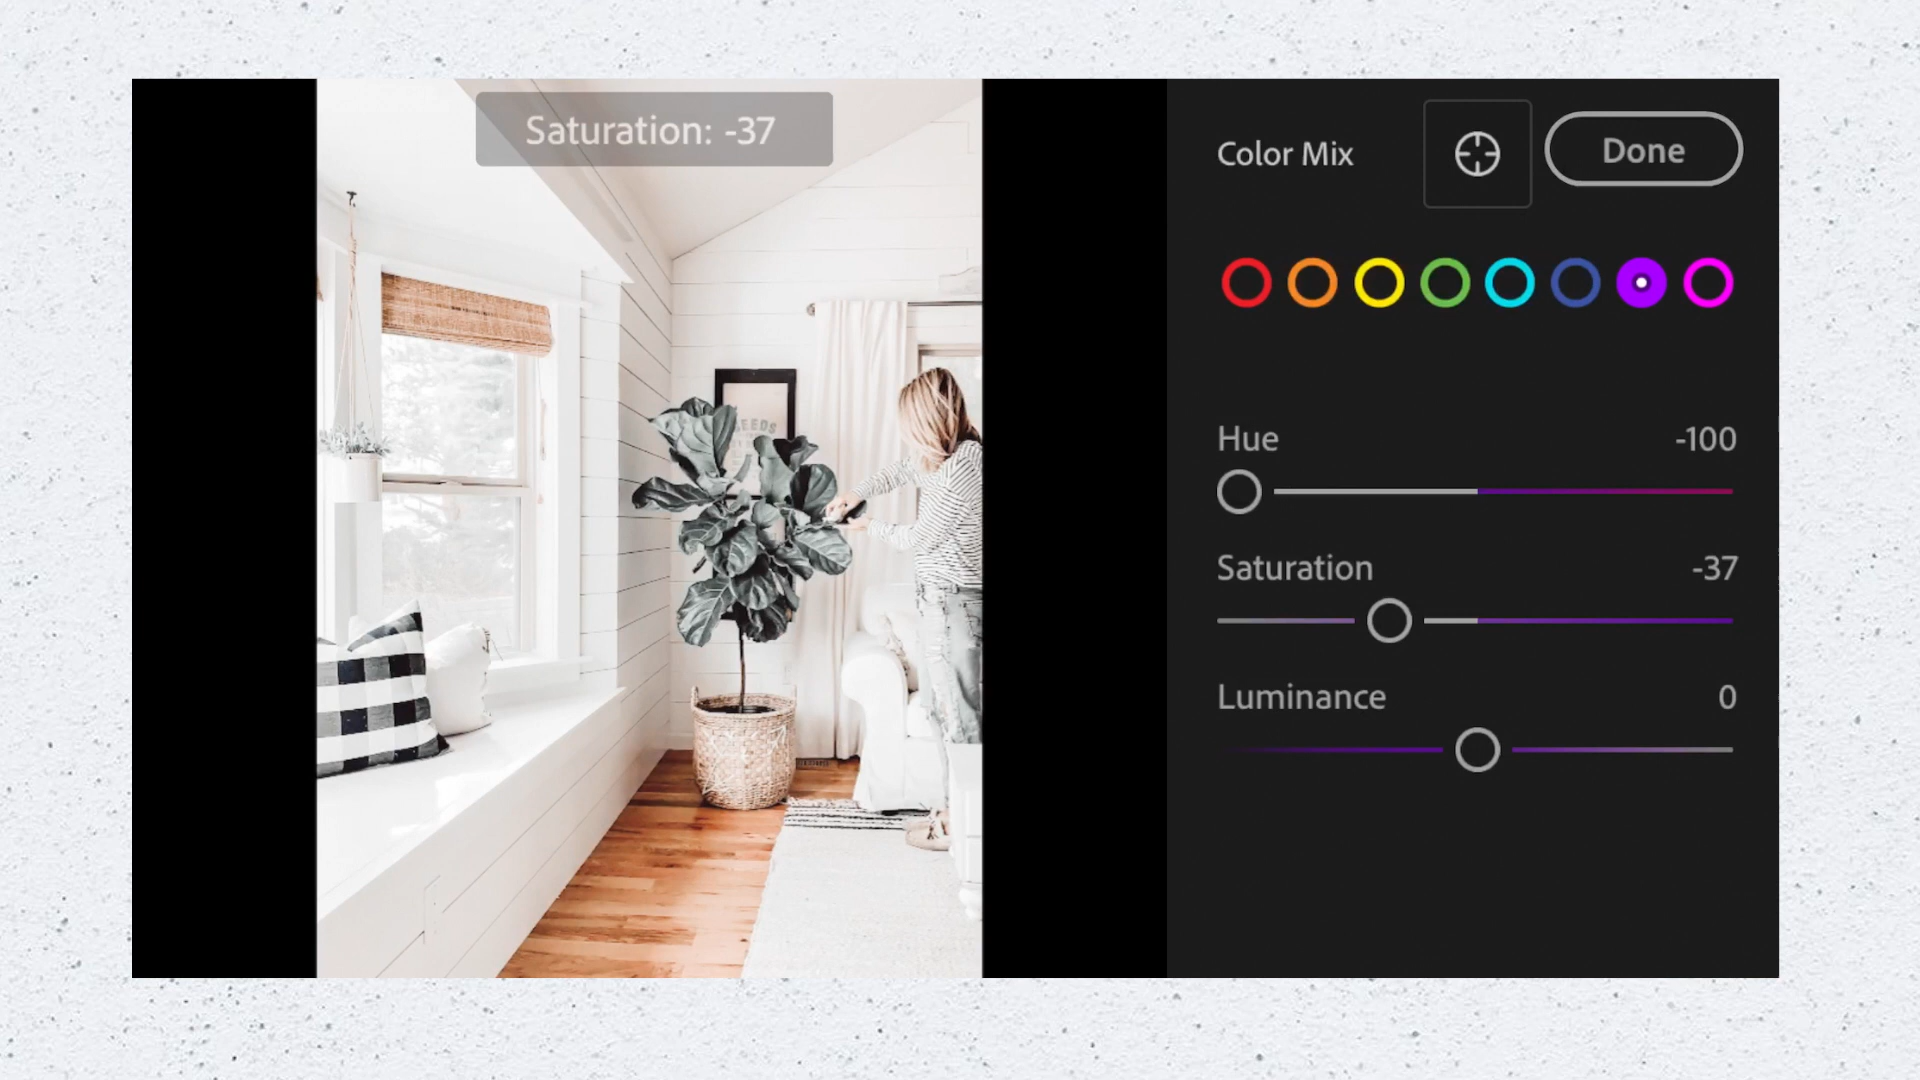 Saturation: -37
Color Mix
Done
Hue -100
Saturation -37
Luminance 0